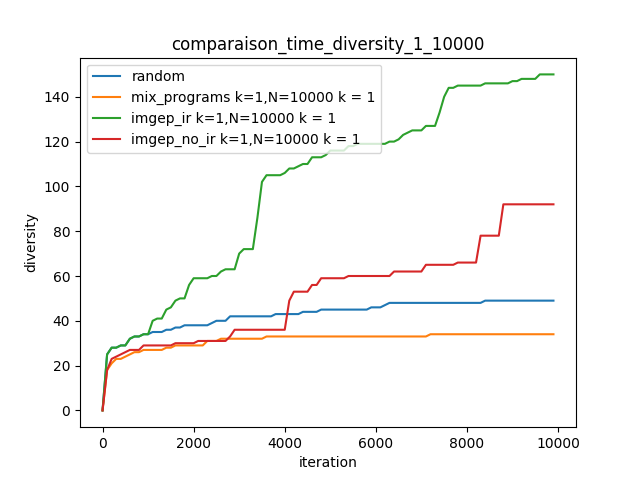 comparaison_time_diversity_1_10000
random
mix_programs k=1,N=10000 k = 1
imgep_ir k=1,N=10000 k = 1
imgep_no_ir k=1,N=10000 k = 1
diversity
140
120
100
80
60
40
20
0
0 2000 4000 6000 8000 10000
iteration